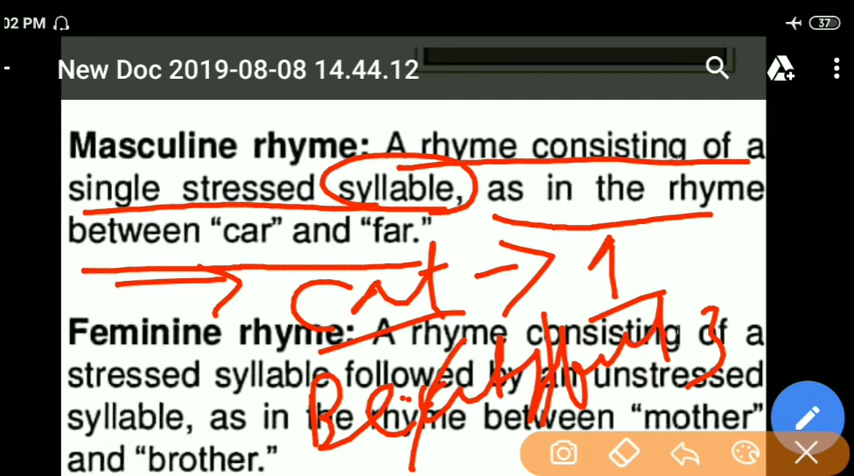 02 PM 37
New Doc 2019-08-08 14.44.12
Masculine rhyme: A rhyme consisting of a
single stressed syllable, as in the rhyme
between “car” and “far.”
cat → 1
Feminine rhyme: A rhyme consisting of a
stressed syllable followed by an unstressed
syllable, as in the rhyme between “mother”
and “brother.”
3